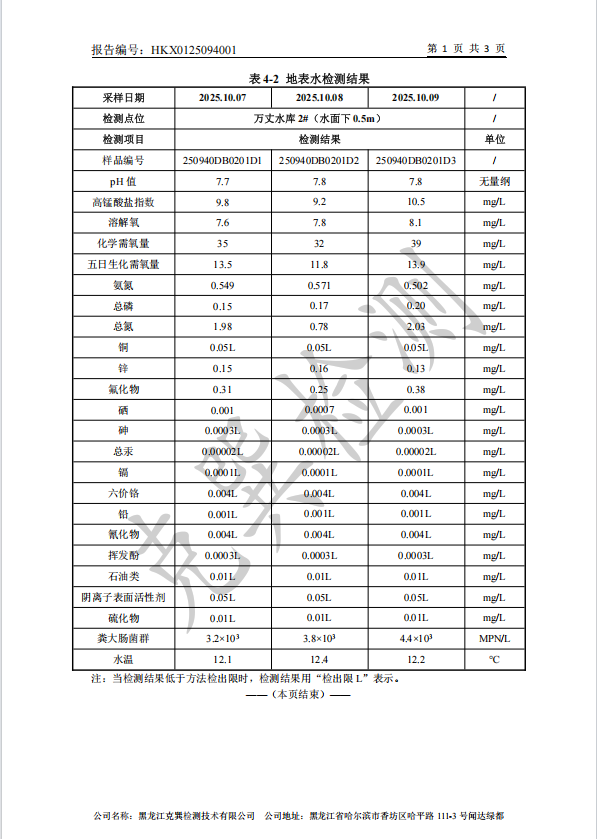 报告编号：HKX0125094001 第 1 页 共 3 页
表 4-2 地表水检测结果
采样日期 2025.10.07 2025.10.08 2025.10.09 /
检测点位 万丈水库 2#（水面下 0.5m） /
检测项目 检测结果 单位
样品编号 250940DB0201D1 250940DB0201D2 250940DB0201D3 /
pH 值 7.7 7.8 7.8 无量纲
高锰酸盐指数 9.8 9.2 10.5 mg/L
溶解氧 7.6 7.8 8.1 mg/L
化学需氧量 35 32 39 mg/L
五日生化需氧量 13.5 11.8 13.9 mg/L
氨氮 0.549 0.571 0.502 mg/L
总磷 0.15 0.17 0.20 mg/L
总氮 1.98 0.78 2.03 mg/L
铜 0.05L 0.05L 0.05L mg/L
锌 0.15 0.16 0.13 mg/L
氟化物 0.31 0.25 0.38 mg/L
硒 0.001 0.0007 0.001 mg/L
砷 0.0003L 0.0003L 0.0003L mg/L
总汞 0.00002L 0.00002L 0.00002L mg/L
镉 0.0001L 0.0001L 0.0001L mg/L
六价铬 0.004L 0.004L 0.004L mg/L
铅 0.001L 0.001L 0.001L mg/L
氰化物 0.004L 0.004L 0.004L mg/L
挥发酚 0.0003L 0.0003L 0.0003L mg/L
石油类 0.01L 0.01L 0.01L mg/L
阴离子表面活性剂 0.05L 0.05L 0.05L mg/L
硫化物 0.01L 0.01L 0.01L mg/L
粪大肠菌群 3.2×10³ 3.8×10³ 4.4×10³ MPN/L
水温 12.1 12.4 12.2 ℃
注：当检测结果低于方法检出限时，检测结果用“检出限 L”表示。
——（本页结束）——
克巽检测
公司名称：黑龙江克巽检测技术有限公司 公司地址：黑龙江省哈尔滨市香坊区哈平路 111-3 号闻达绿都